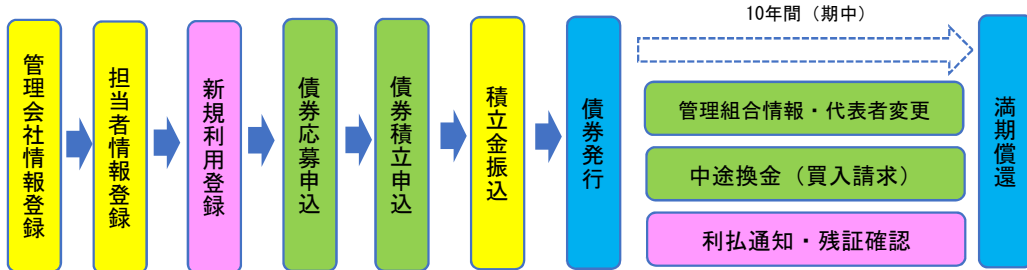 管理会社情報登録
担当者情報登録
新規利用登録
債券応募申込
債券積立申込
積立金振込
債券発行
10年間（期中）
管理組合情報・代表者変更
中途換金（買入請求）
利払通知・残証確認
満期償還